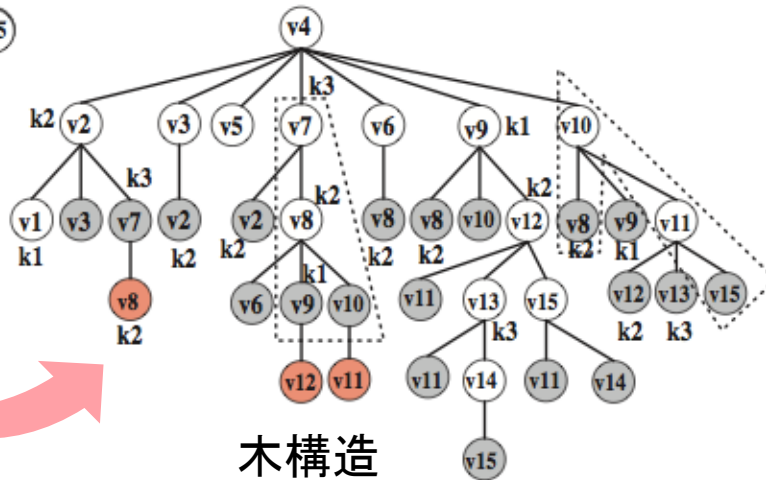 5
v4
k3
k2 v2 v3 v5 v7 v6 v9 k1 v10
k3 k2 k2
v1 v3 v7 v2 v2 v8 v8 v8 v10 v12 v8 v9 v11
k1 k2 k2 k2 k2 k2 k1
k1
v8 v6 v9 v10 v11 v13 v15 v12 v13 v15
k2 k3 k2 k3
v12 v11 v11 v14 v11 v14
木構造 v15